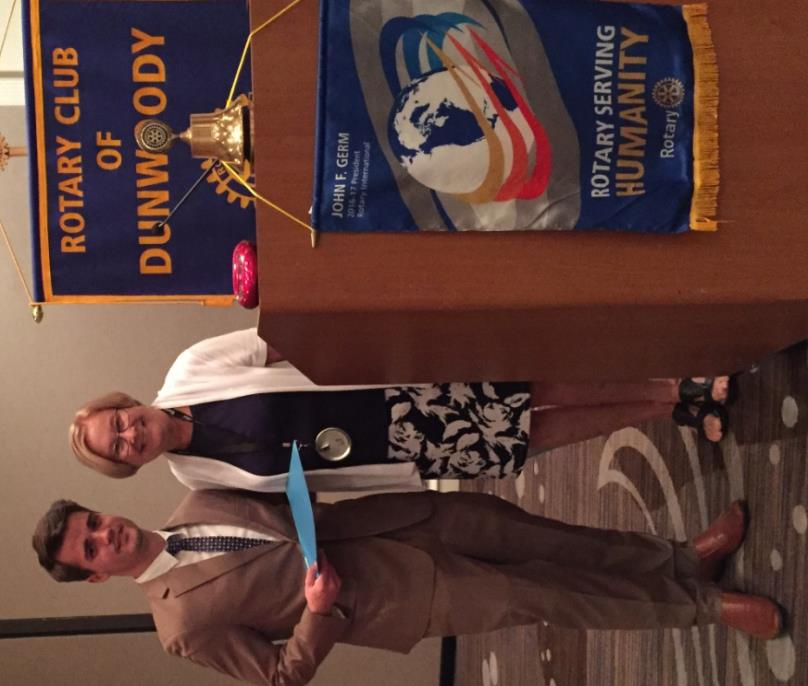 ROTARY CLUB
OF
DUNWOODY
JOHN F. GERM
2016-17 President
Rotary International
ROTARY SERVING
HUMANITY
Rotary